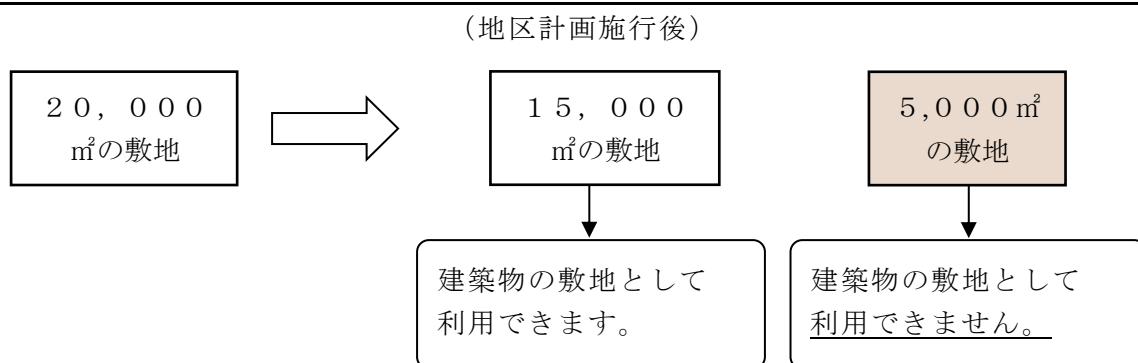 （地区計画施行後）
２０，０００
㎡の敷地
１５，０００
㎡の敷地
５,０００㎡
の敷地
建築物の敷地として
利用できます。
建築物の敷地として
利用できません。